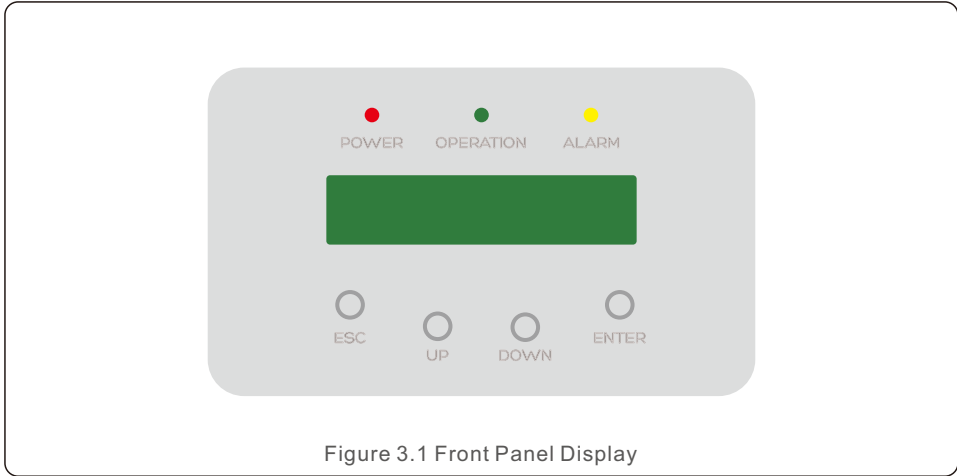 POWER OPERATION ALARM
ESC UP DOWN ENTER
Figure 3.1 Front Panel Display